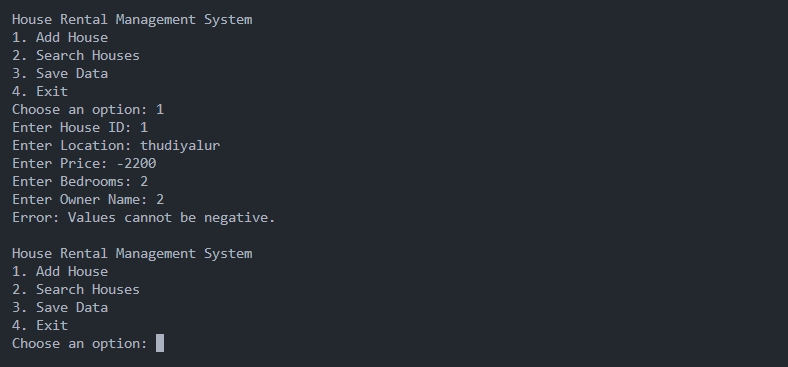 House Rental Management System
1. Add House
2. Search Houses
3. Save Data
4. Exit
Choose an option: 1
Enter House ID: 1
Enter Location: thudiyalur
Enter Price: -2200
Enter Bedrooms: 2
Enter Owner Name: 2
Error: Values cannot be negative.

House Rental Management System
1. Add House
2. Search Houses
3. Save Data
4. Exit
Choose an option: